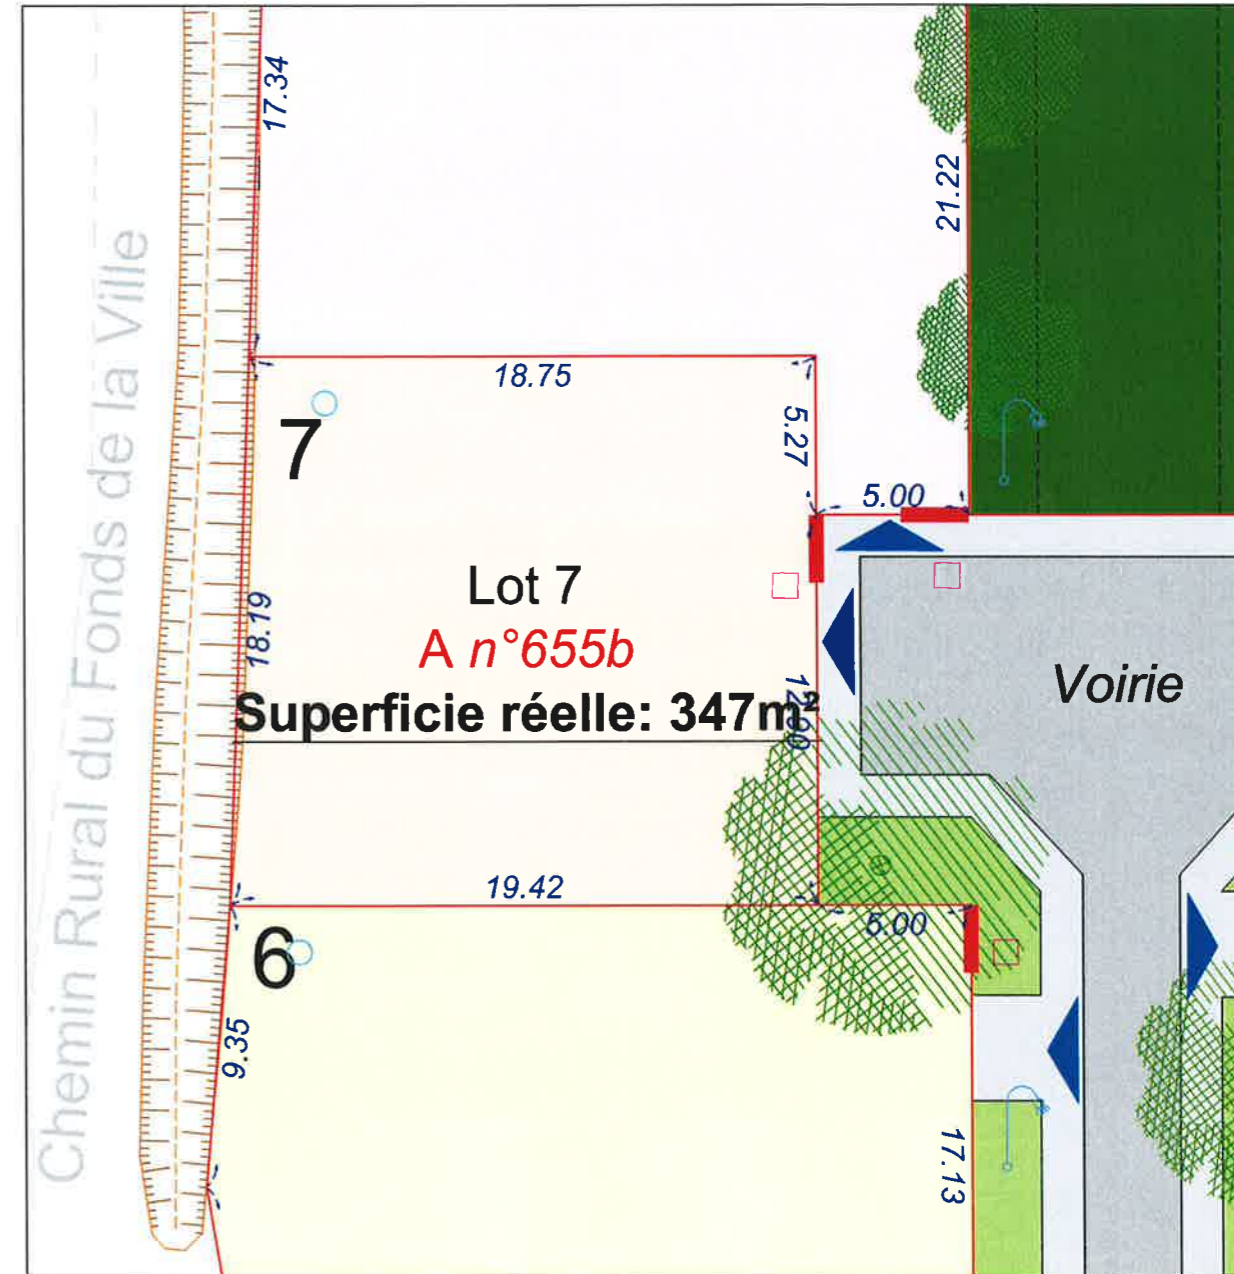 17.34
21.22
Chemin Rural du Fonds de la Ville
18.75
7
5.27
5.00
Lot 7
18.19
A n°655b
Voirie
Superficie réelle: 347m²
19.42
5.00
6
9.35
17.13